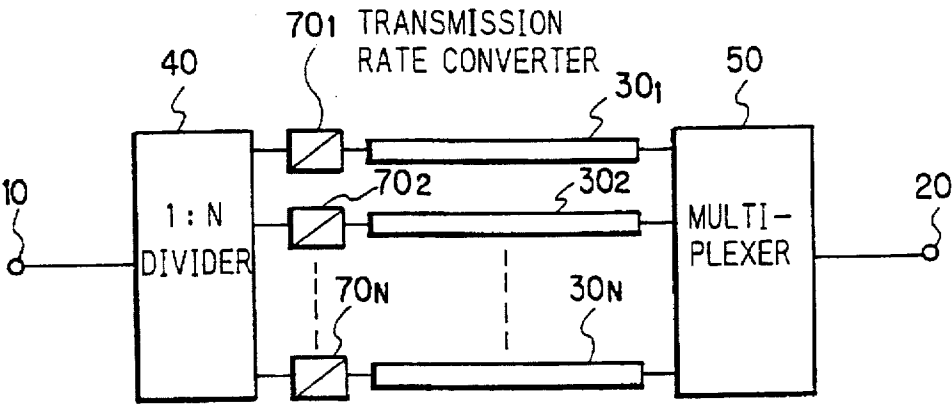 70₁ TRANSMISSION
RATE CONVERTER
40
50
30₁
70₂
30₂
10
20
1:N
DIVIDER
MULTI-
PLEXER
70N
30N